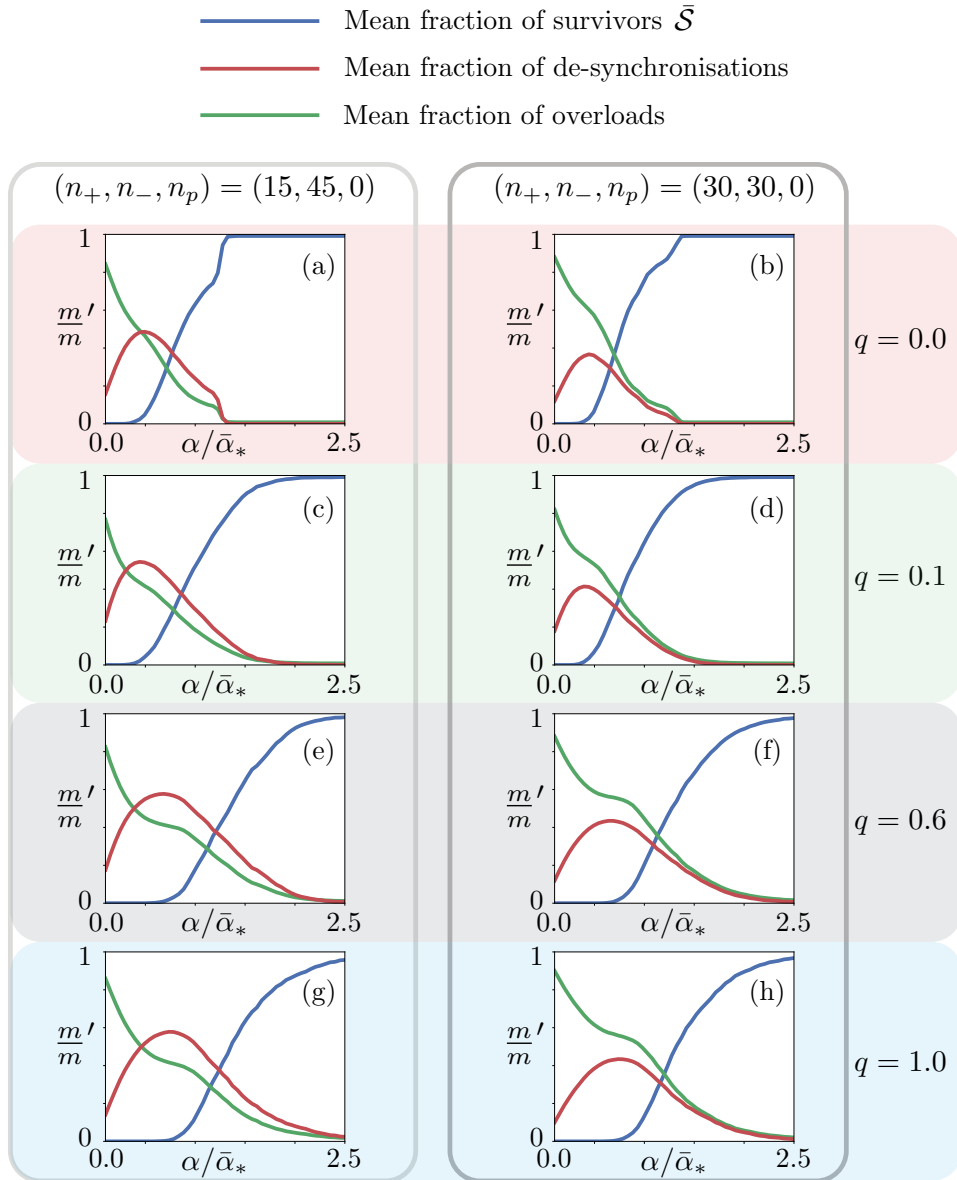 Mean fraction of survivors S̄
Mean fraction of de-synchronisations
Mean fraction of overloads
(n₊, n₋, nₚ) = (15, 45, 0)
(n₊, n₋, nₚ) = (30, 30, 0)
1
(a)
m′/m
0
0.0
α/ᾱ*
2.5
1
(b)
m′/m
0
0.0
α/ᾱ*
2.5
q = 0.0
1
(c)
m′/m
0
0.0
α/ᾱ*
2.5
1
(d)
m′/m
0
0.0
α/ᾱ*
2.5
q = 0.1
1
(e)
m′/m
0
0.0
α/ᾱ*
2.5
1
(f)
m′/m
0
0.0
α/ᾱ*
2.5
q = 0.6
1
(g)
m′/m
0
0.0
α/ᾱ*
2.5
1
(h)
m′/m
0
0.0
α/ᾱ*
2.5
q = 1.0